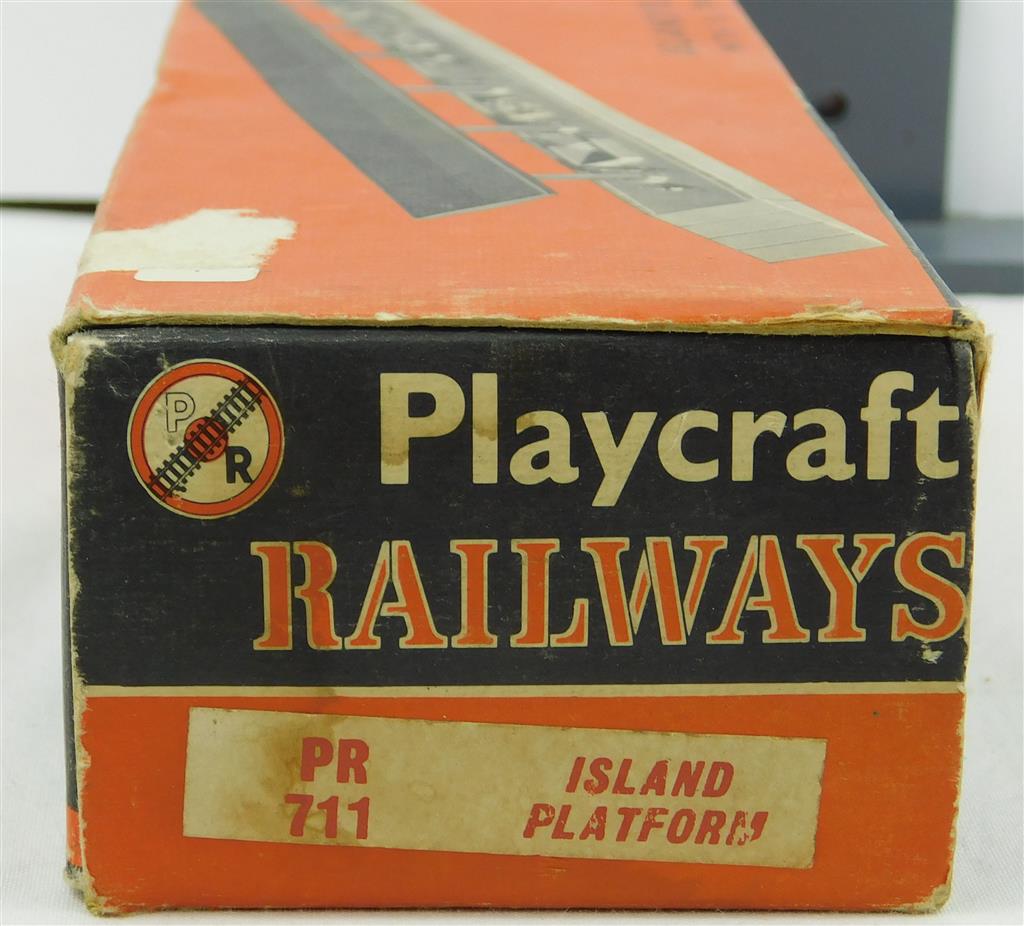 P
R
Playcraft
RAILWAYS
PR
711
ISLAND
PLATFORM